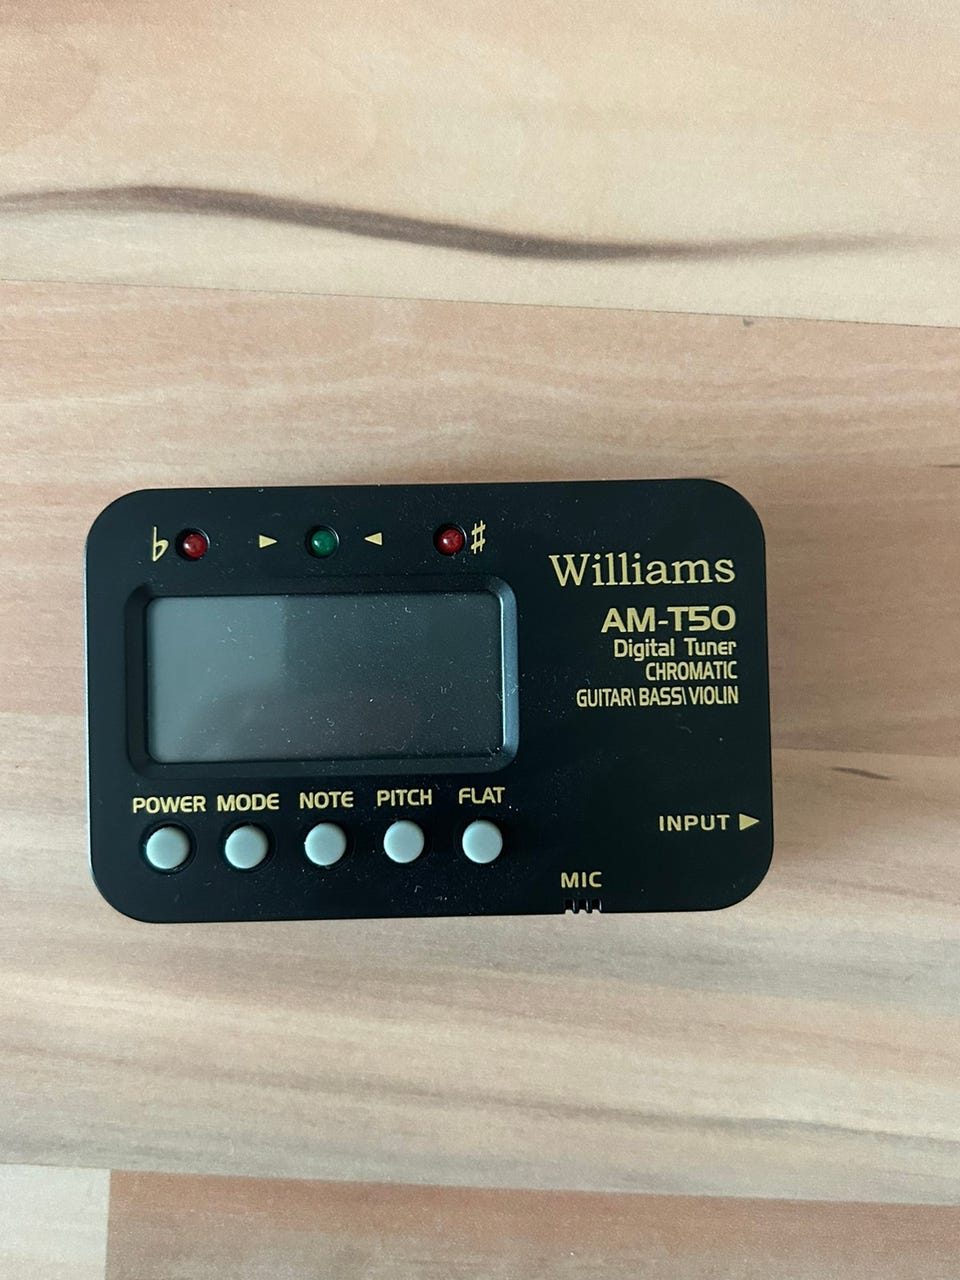 ♭ ▶ ◀ ♯
Williams
AM-T50
Digital Tuner
CHROMATIC
GUITAR\ BASS\ VIOLIN
POWER MODE NOTE PITCH FLAT
INPUT ▶
MIC